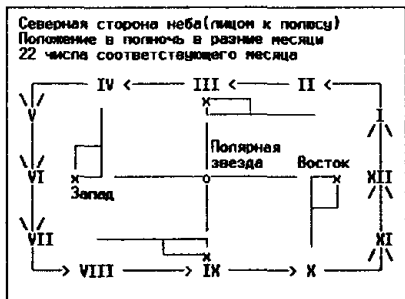 Северная сторона неба(лицом к полюсу)
Положение в полночь в разние месяцы
22 числа соответствующего месяца
IV < III < II <
V I
Полярная
звезда Восток
VI XII
Запад
VII XI
> VIII > IX > X